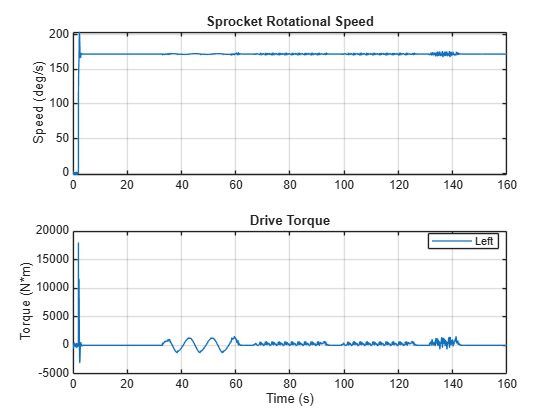 Sprocket Rotational Speed
Speed (deg/s)
200
150
100
50
0
0 20 40 60 80 100 120 140 160
Drive Torque
Torque (N*m)
20000
15000
10000
5000
0
-5000
Left
0 20 40 60 80 100 120 140 160
Time (s)